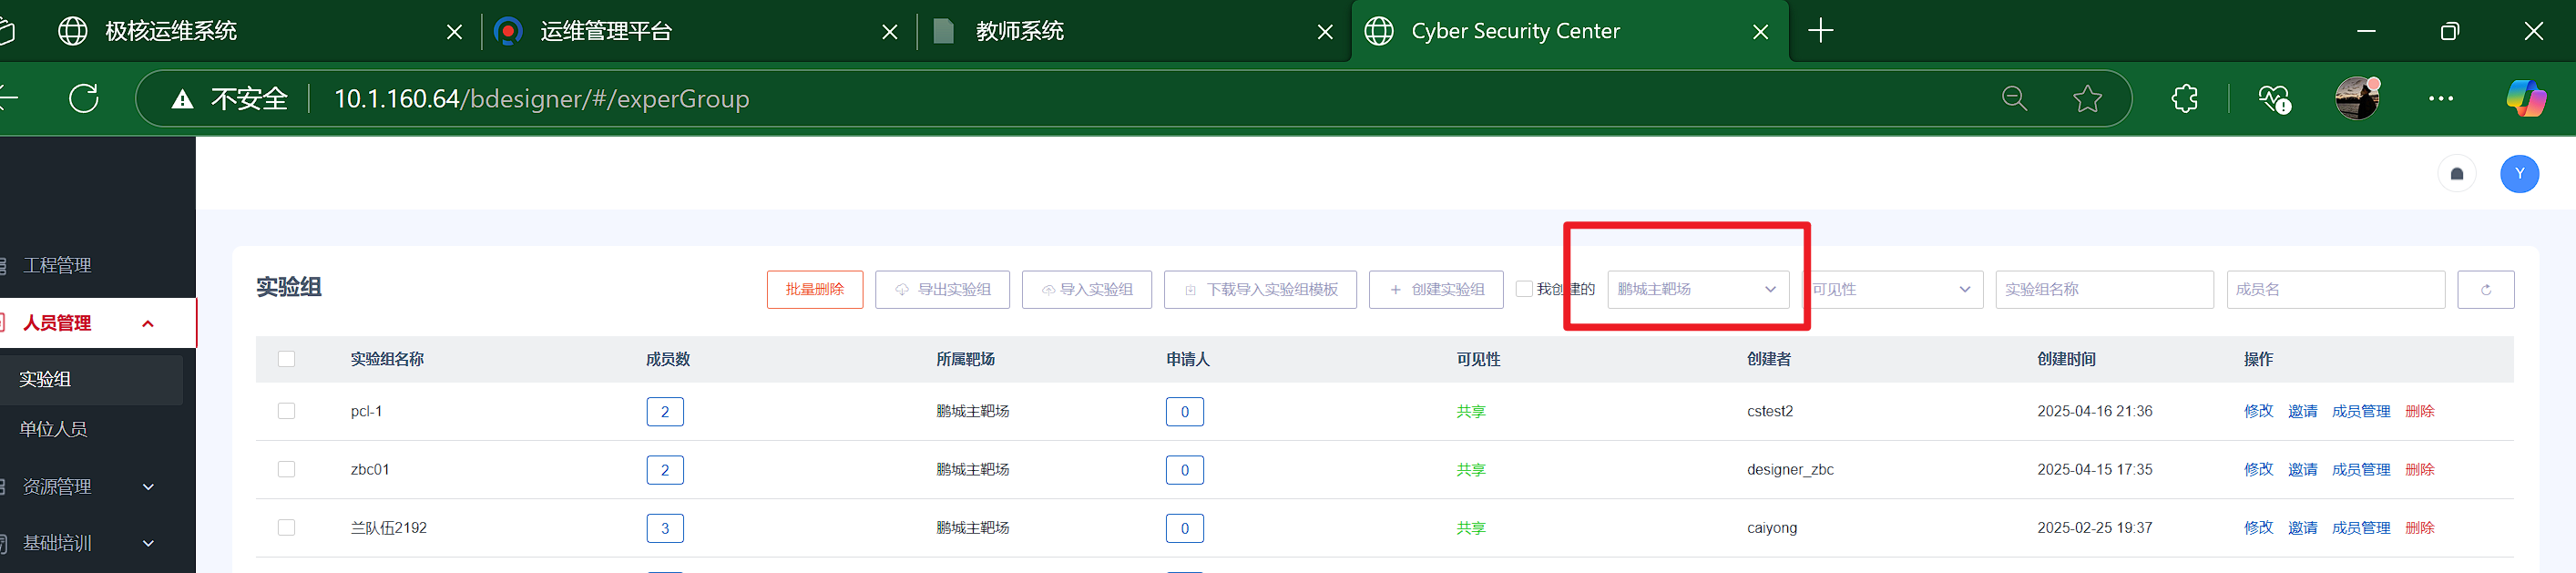 极核运维系统
运维管理平台
教师系统
Cyber Security Center
不安全
10.1.160.64/bdesigner/#/experGroup
Y
工程管理
人员管理
实验组
单位人员
资源管理
基础培训
实验组
批量删除
导出实验组
导入实验组
下载导入实验组模板
+ 创建实验组
我创建的
鹏城主靶场
可见性
实验组名称
成员名
实验组名称 成员数 所属靶场 申请人 可见性 创建者 创建时间 操作
pcl-1 2 鹏城主靶场 0 共享 cstest2 2025-04-16 21:36 修改 邀请 成员管理 删除
zbc01 2 鹏城主靶场 0 共享 designer_zbc 2025-04-15 17:35 修改 邀请 成员管理 删除
兰队伍2192 3 鹏城主靶场 0 共享 caiyong 2025-02-25 19:37 修改 邀请 成员管理 删除